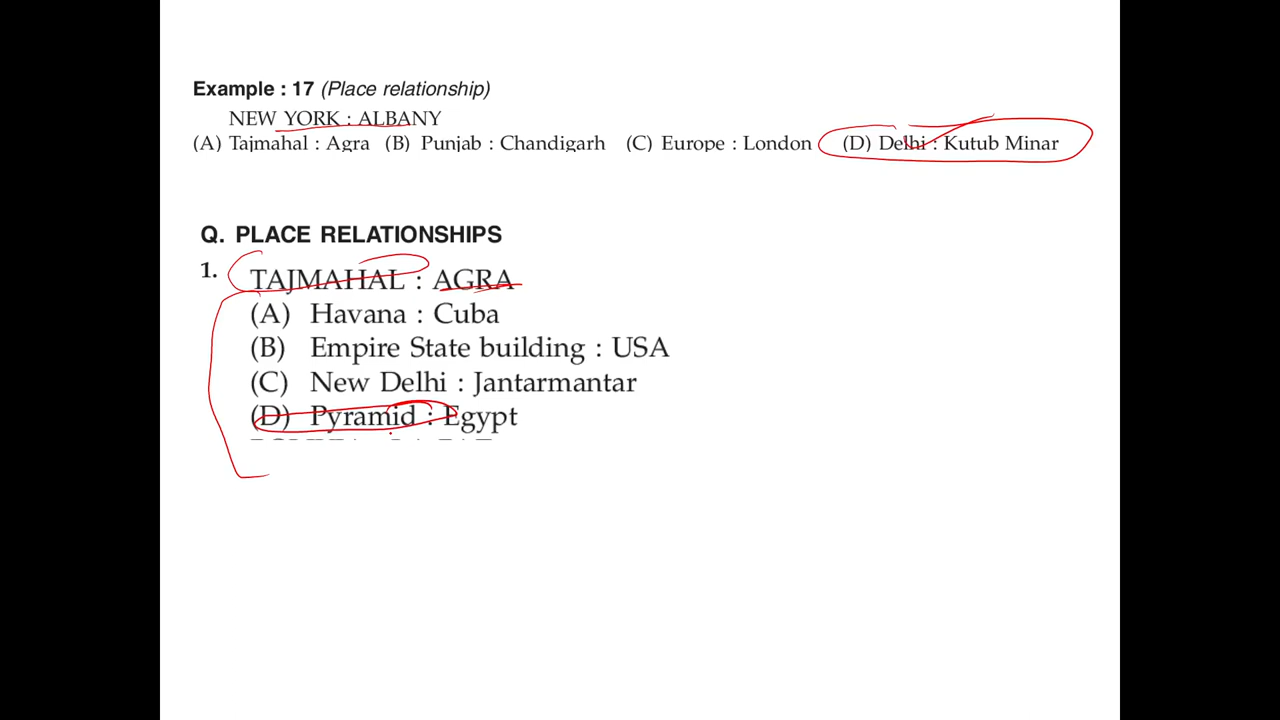 Example : 17 (Place relationship)
NEW YORK : ALBANY
(A) Tajmahal : Agra (B) Punjab : Chandigarh (C) Europe : London (D) Delhi : Kutub Minar
Q. PLACE RELATIONSHIPS
1. TAJMAHAL : AGRA
(A) Havana : Cuba
(B) Empire State building : USA
(C) New Delhi : Jantarmantar
(D) Pyramid : Egypt